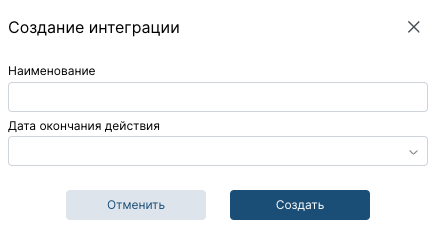 Создание интеграции
Наименование
Дата окончания действия
Отменить
Создать